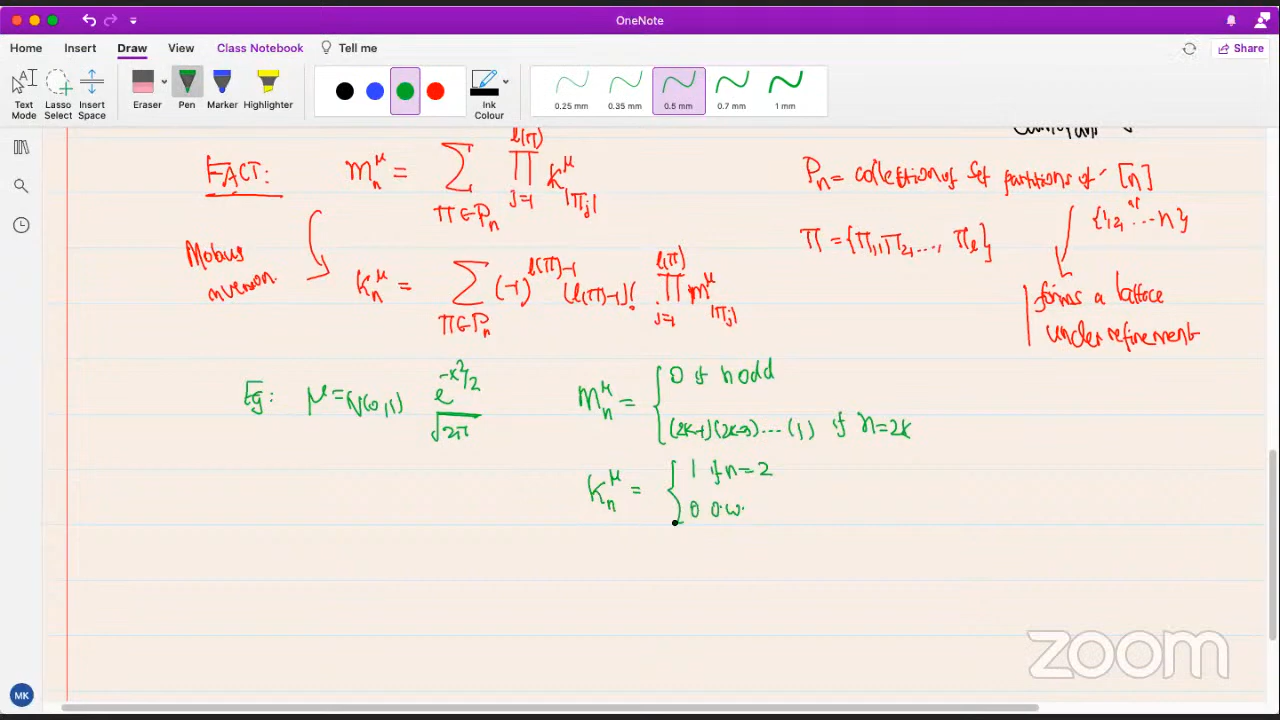 OneNote
Home Insert Draw View Class Notebook Tell me
Share
Text Mode
Lasso Select
Insert Space
Eraser
Pen
Marker
Highlighter
Ink Colour
0.25 mm 0.35 mm 0.5 mm 0.7 mm 1 mm
FACT: m_n^μ = Σ_{π∈P_n} ∏_{j=1}^{l(π)} K^μ_{|π_j|}
P_n = collection of set partitions of [n]
{1,2,...n}
π = {π_1, π_2, ..., π_l}
Mobius inversion.
K_n^μ = Σ_{π∈P_n} (-1)^{l(π)-1} (l(π)-1)! ∏_{j=1}^{l(π)} m^μ_{|π_j|}
forms a lattice
under refinement
Eg: μ = N(0,1) e^{-x²/2} / √2π
m_n^μ = { 0 if n odd
(2k-1)(2k-3)...(1) if n=2k
K_n^μ = { 1 if n=2
0 o.w.
zoom
MK